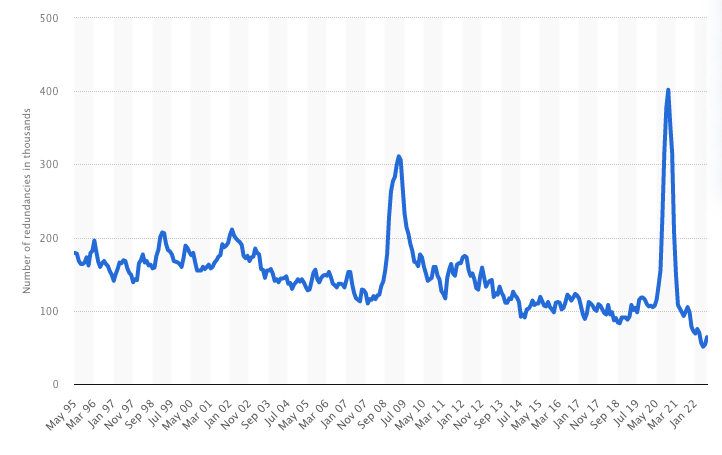 500
400
300
200
100
0
Number of redundancies in thousands
May 95
Mar 96
Jan 97
Nov 97
Sep 98
Jul 99
May 00
Mar 01
Jan 02
Nov 02
Sep 03
Jul 04
May 05
Mar 06
Jan 07
Nov 07
Sep 08
Jul 09
May 10
Mar 11
Jan 12
Nov 12
Sep 13
Jul 14
May 15
Mar 16
Jan 17
Nov 17
Sep 18
Jul 19
May 20
Mar 21
Jan 22